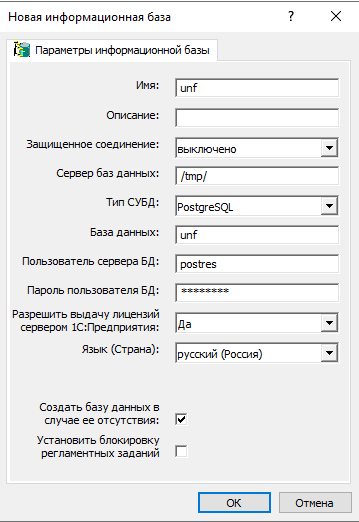 Новая информационная база
Параметры информационной базы
Имя: unf
Описание:
Защищенное соединение: выключено
Сервер баз данных: /tmp/
Тип СУБД: PostgreSQL
База данных: unf
Пользователь сервера БД: postres
Пароль пользователя БД: ********
Разрешить выдачу лицензий
сервером 1С:Предприятия: Да
Язык (Страна): русский (Россия)
Создать базу данных в
случае ее отсутствия:
Установить блокировку
регламентных заданий
ОК Отмена